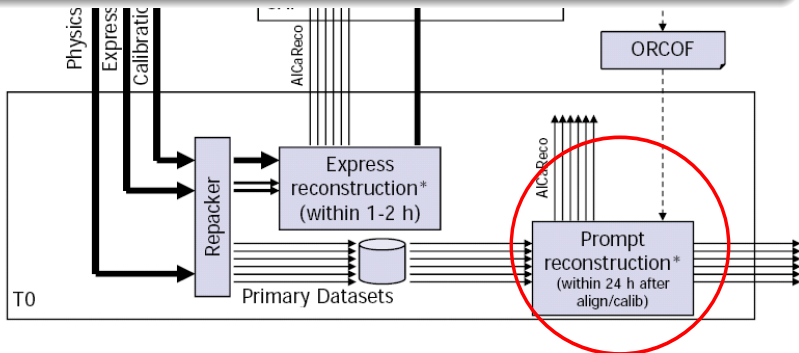 Physics
Express
Calibratic
AlCaReco
ORCOF
AlCaReco
Repacker
Express
reconstruction*
(within 1-2 h)
Prompt
reconstruction*
(within 24 h after
align/calib)
T0
Primary Datasets